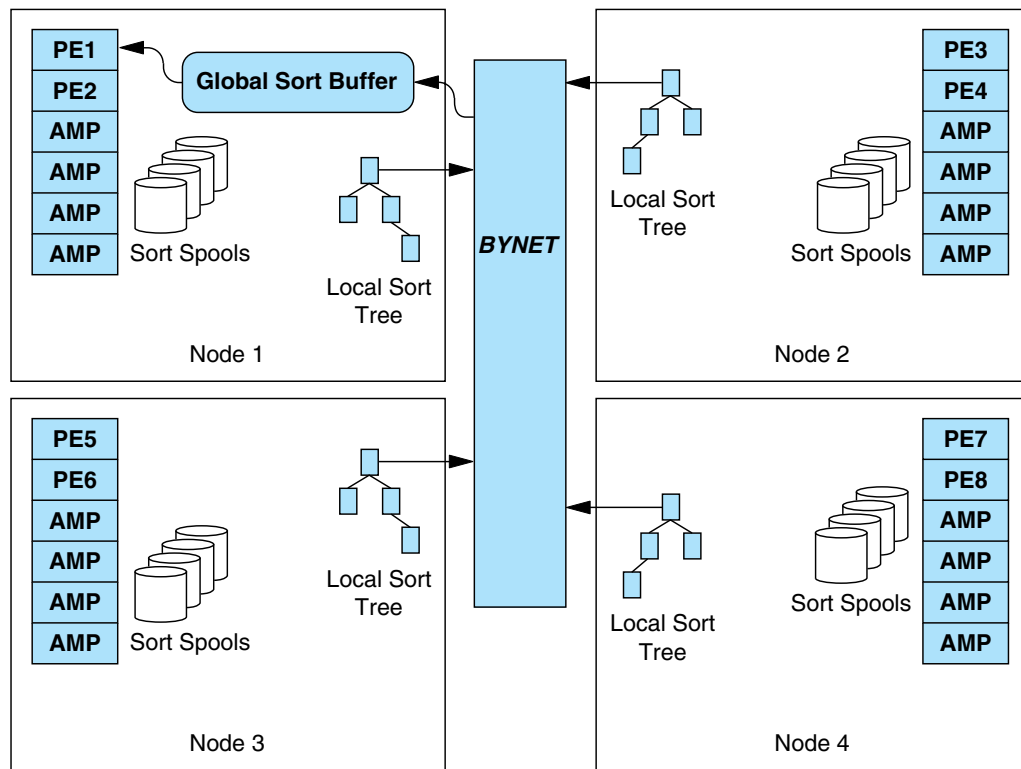 PE1
PE2
AMP
AMP
AMP
AMP
Global Sort Buffer
Sort Spools
Local Sort
Tree
Node 1
BYNET
PE3
PE4
AMP
AMP
AMP
AMP
Local Sort
Tree
Sort Spools
Node 2
PE5
PE6
AMP
AMP
AMP
AMP
Sort Spools
Local Sort
Tree
Node 3
PE7
PE8
AMP
AMP
AMP
AMP
Local Sort
Tree
Sort Spools
Node 4